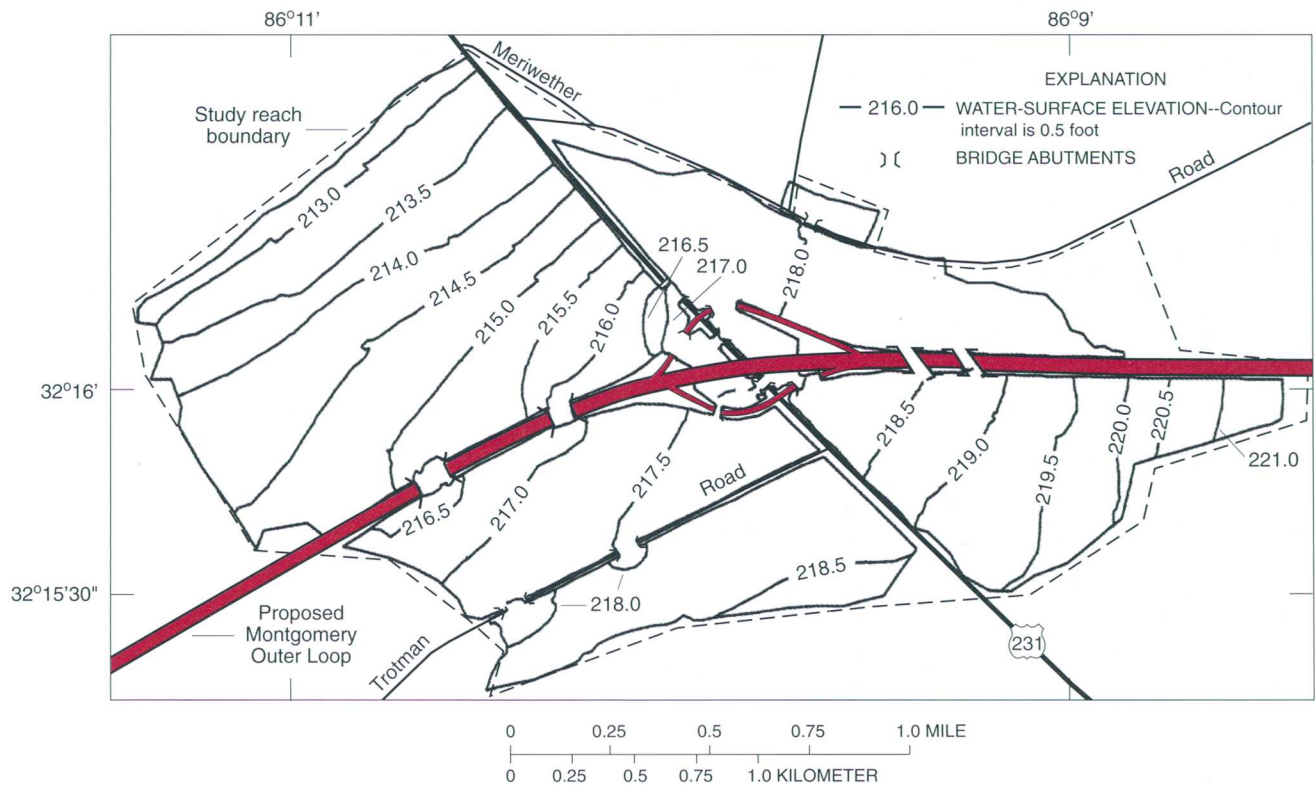 86°11'
86°9'
Meriwether
EXPLANATION
216.0
WATER-SURFACE ELEVATION--Contour
interval is 0.5 foot
BRIDGE ABUTMENTS
Study reach
boundary
Road
213.0
213.5
214.0
214.5
215.0
215.5
216.0
216.5
217.0
218.0
32°16'
218.5
219.0
219.5
220.0
220.5
221.0
216.5
217.0
217.5
Road
218.5
218.0
32°15'30"
Proposed
Montgomery
Outer Loop
Trotman
231
0 0.25 0.5 0.75 1.0 MILE
0 0.25 0.5 0.75 1.0 KILOMETER